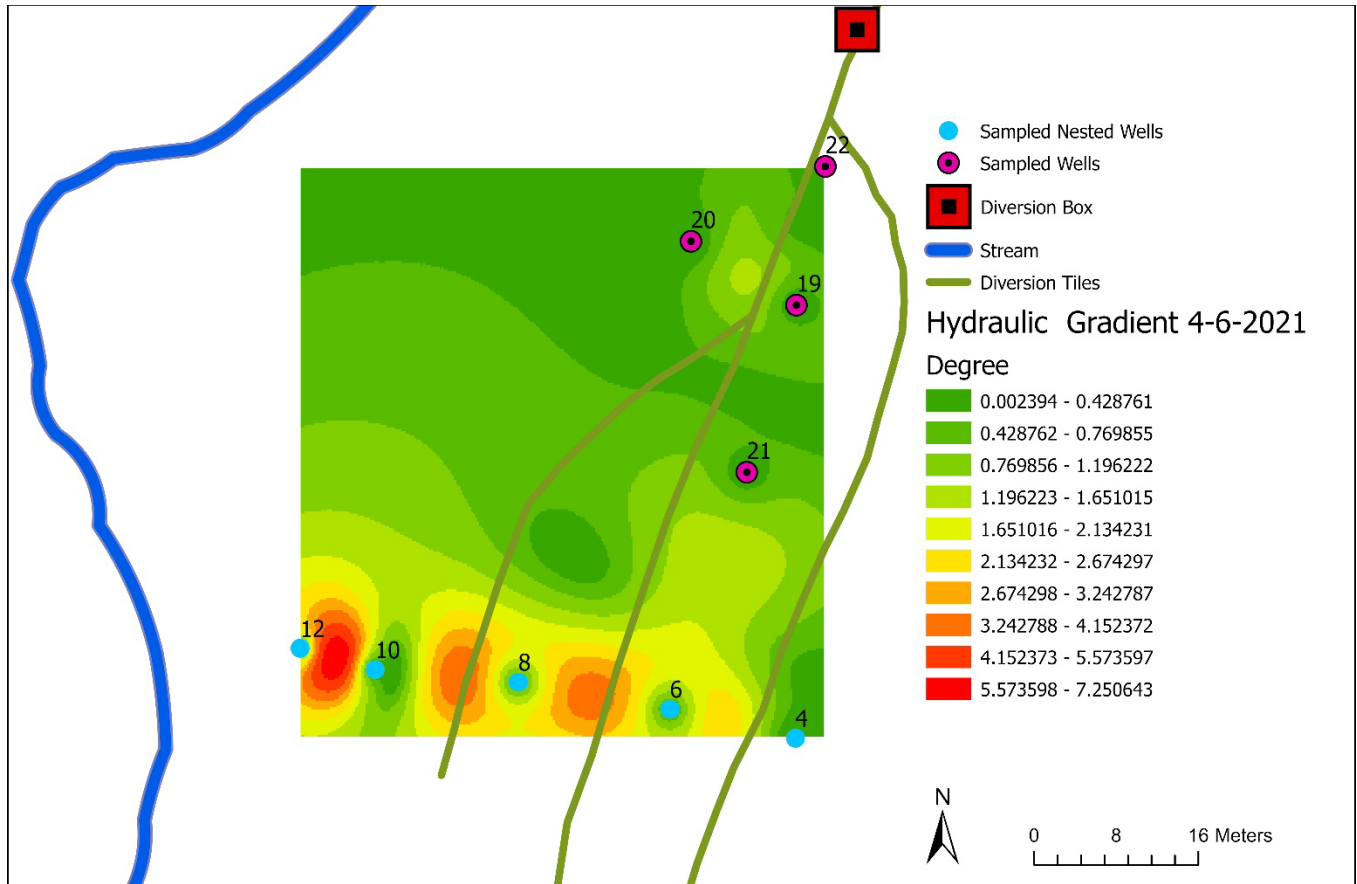 22
20
19
21
12
10
8
6
4
Sampled Nested Wells
Sampled Wells
Diversion Box
Stream
Diversion Tiles
Hydraulic Gradient 4-6-2021
Degree
0.002394 - 0.428761
0.428762 - 0.769855
0.769856 - 1.196222
1.196223 - 1.651015
1.651016 - 2.134231
2.134232 - 2.674297
2.674298 - 3.242787
3.242788 - 4.152372
4.152373 - 5.573597
5.573598 - 7.250643
N
0 8 16 Meters